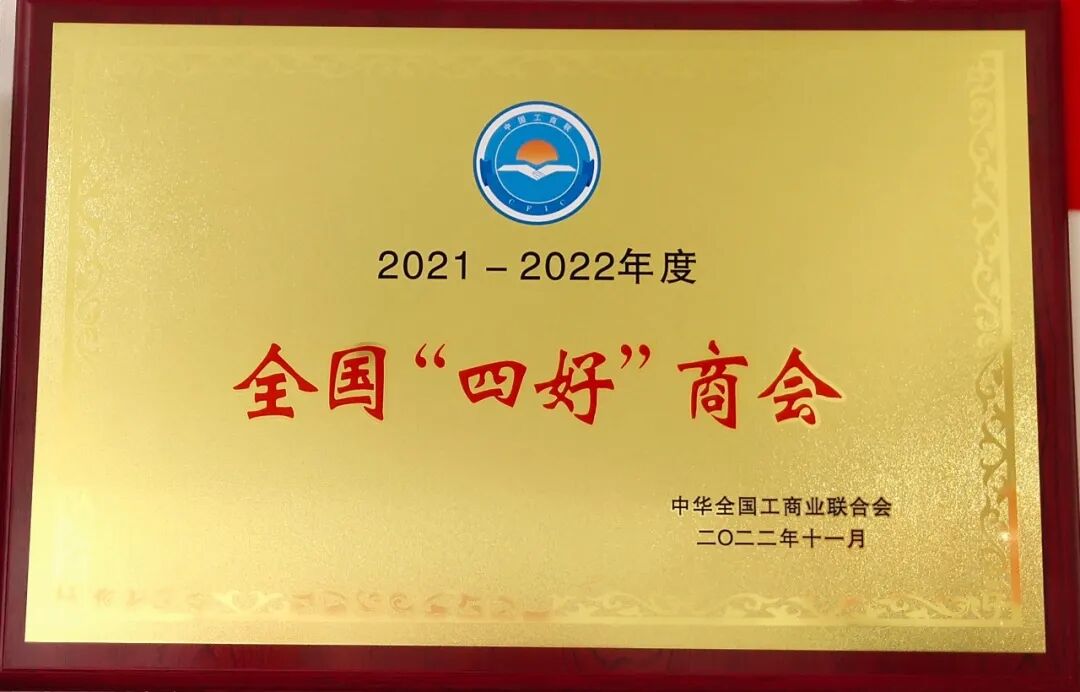 中国工商联
CFIC
2021－2022年度
全国“四好”商会
中华全国工商业联合会
二〇二二年十一月